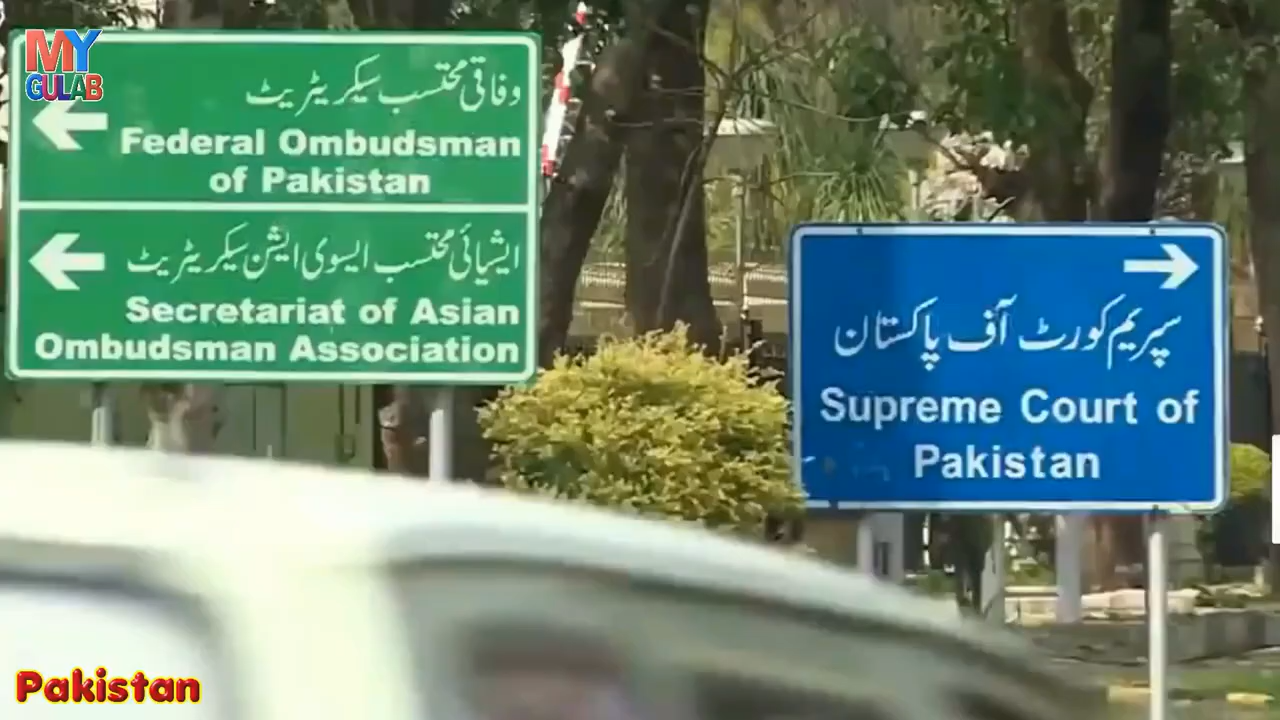 MY
GULAB
وفاقی محتسب سیکریٹریٹ
Federal Ombudsman
of Pakistan
ایشیائی محتسب ایسوی ایشن سیکریٹریٹ
Secretariat of Asian
Ombudsman Association
سپریم کورٹ آف پاکستان
Supreme Court of
Pakistan
Pakistan